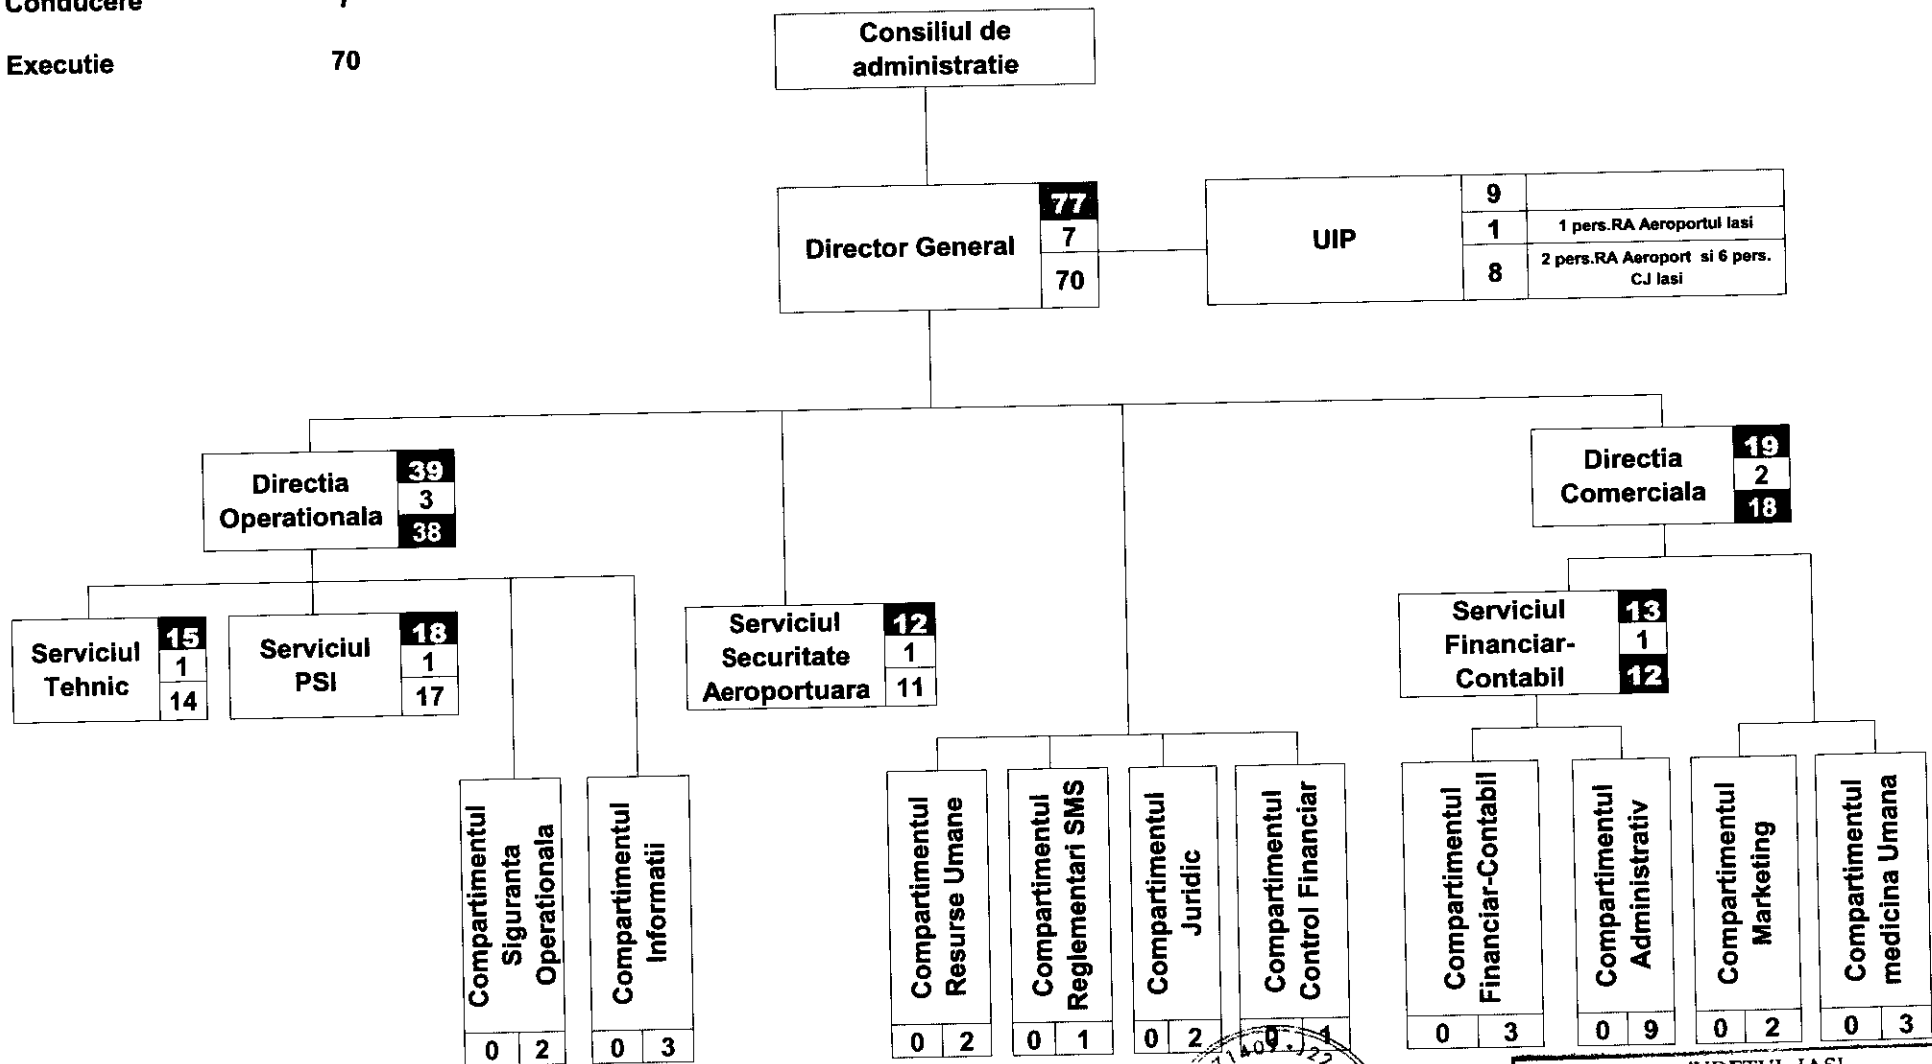 Conducere 7
Executie 70
Consiliul de
administratie
Director General
77
7
70
UIP
9
1 1 pers.RA Aeroportul Iasi
8 2 pers.RA Aeroport si 6 pers.
CJ Iasi
Directia
Operationala
39
3
38
Directia
Comerciala
19
2
18
Serviciul
Tehnic
15
1
14
Serviciul
PSI
18
1
17
Serviciul
Securitate
Aeroportuara
12
1
11
Serviciul
Financiar-
Contabil
13
1
12
Compartimentul
Siguranta
Operationala
0 2
Compartimentul
Informatii
0 3
Compartimentul
Resurse Umane
0 2
Compartimentul
Reglementari SMS
0 1
Compartimentul
Juridic
0 2
Compartimentul
Control Financiar
0 1
Compartimentul
Financiar-Contabil
0 3
Compartimentul
Administrativ
0 9
Compartimentul
Marketing
0 2
Compartimentul
medicina Umana
0 3